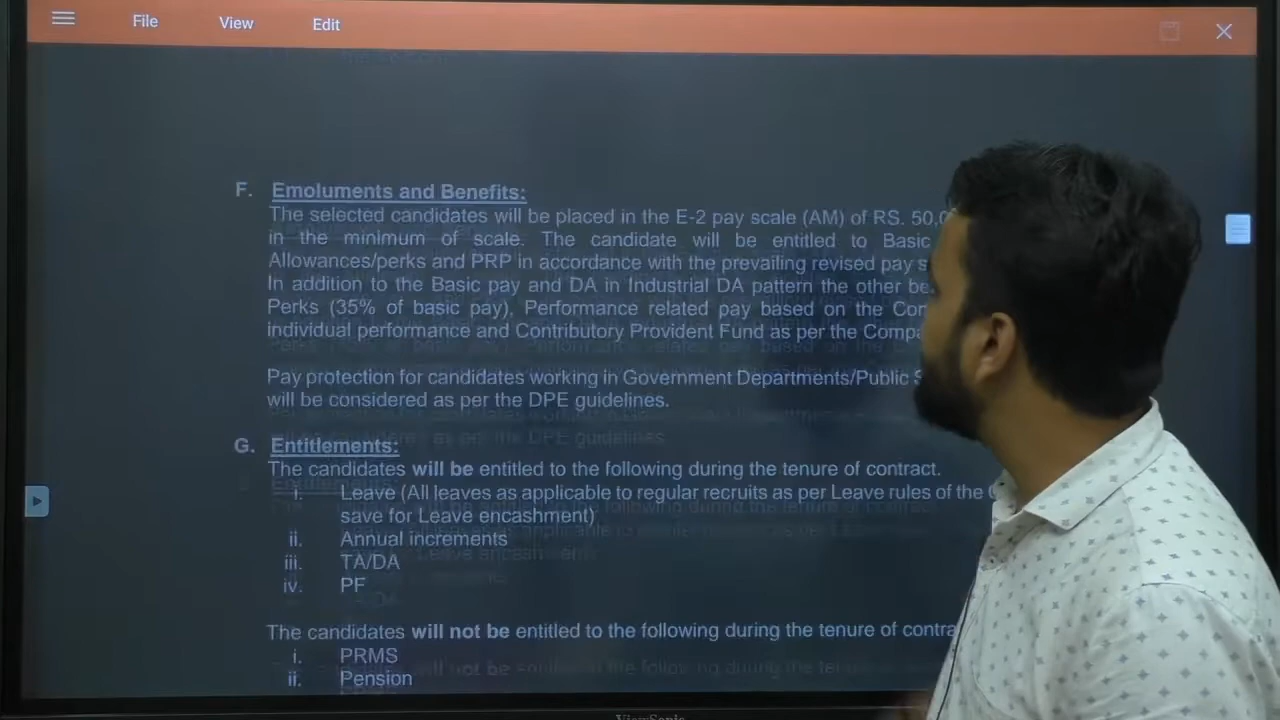 File View Edit
F. Emoluments and Benefits:
The selected candidates will be placed in the E-2 pay scale (AM) of RS. 50,0
in the minimum of scale. The candidate will be entitled to Basic
Allowances/perks and PRP in accordance with the prevailing revised pay
In addition to the Basic pay and DA in Industrial DA pattern the other
Perks (35% of basic pay), Performance related pay based on the
individual performance and Contributory Provident Fund as per the
Pay protection for candidates working in Government Departments/Public
will be considered as per the DPE guidelines.
G. Entitlements:
The candidates will be entitled to the following during the tenure of contract.
i. Leave (All leaves as applicable to regular recruits as per Leave rules of the
save for Leave encashment)
ii. Annual increments
iii. TA/DA
iv. PF
The candidates will not be entitled to the following during the tenure of
i. PRMS
ii. Pension
ViewSonic